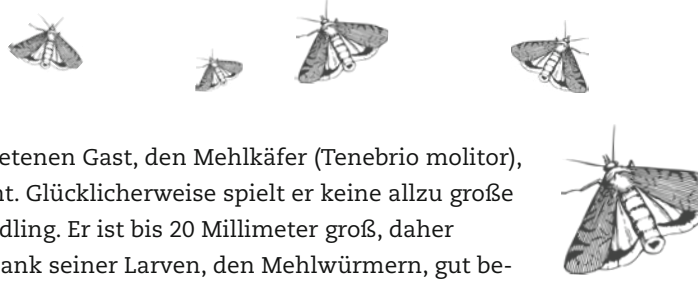 etenen Gast, den Mehlkäfer (Tenebrio molitor),
nt. Glücklicherweise spielt er keine allzu große
dling. Er ist bis 20 Millimeter groß, daher
ank seiner Larven, den Mehlwürmern, gut be-